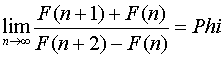 lim n→∞ (F(n+1) + F(n)) / (F(n+2) − F(n)) = Phi